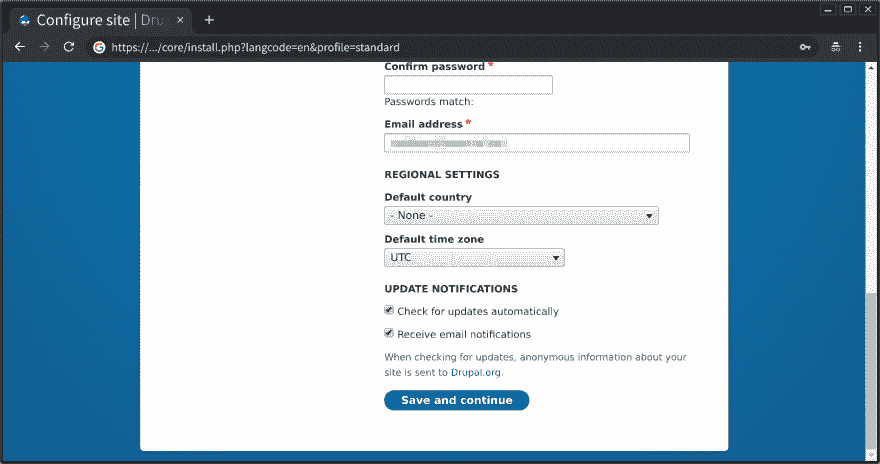 Configure site | Dru
https://.../core/install.php?langcode=en&profile=standard
Confirm password *
Passwords match:
Email address *
REGIONAL SETTINGS
Default country
- None -
Default time zone
UTC
UPDATE NOTIFICATIONS
Check for updates automatically
Receive email notifications
When checking for updates, anonymous information about your
site is sent to Drupal.org.
Save and continue